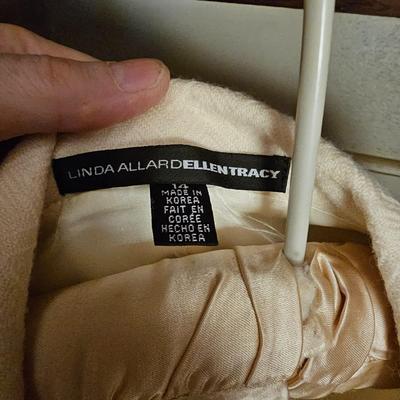 LINDA ALLARD ELLEN TRACY
14
MADE IN
KOREA
FAIT EN
CORÉE
HECHO EN
KOREA